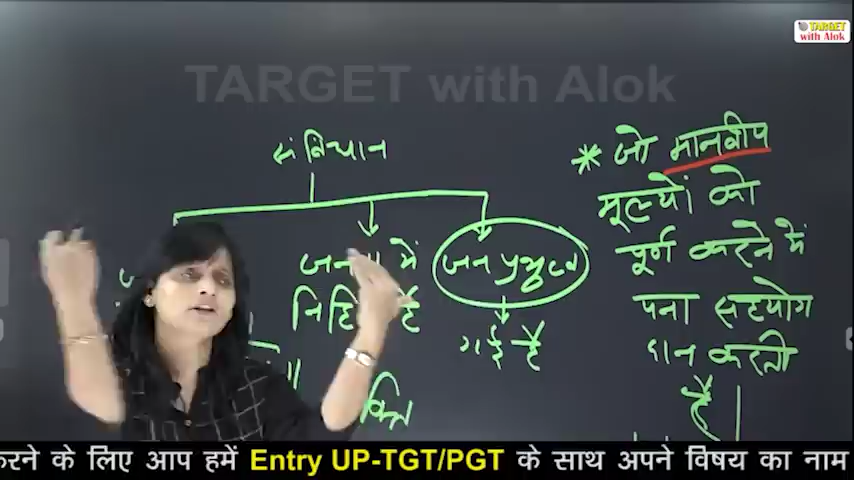 TARGET
with Alok
TARGET with Alok
संविधान
जनता में
निहित है
जन प्रभुत्व
गई है
* जो मानवीय
मूल्यों को
पूर्ण करने में
पना सहयोग
दान करती
है
करने के लिए आप हमें Entry UP-TGT/PGT के साथ अपने विषय का नाम